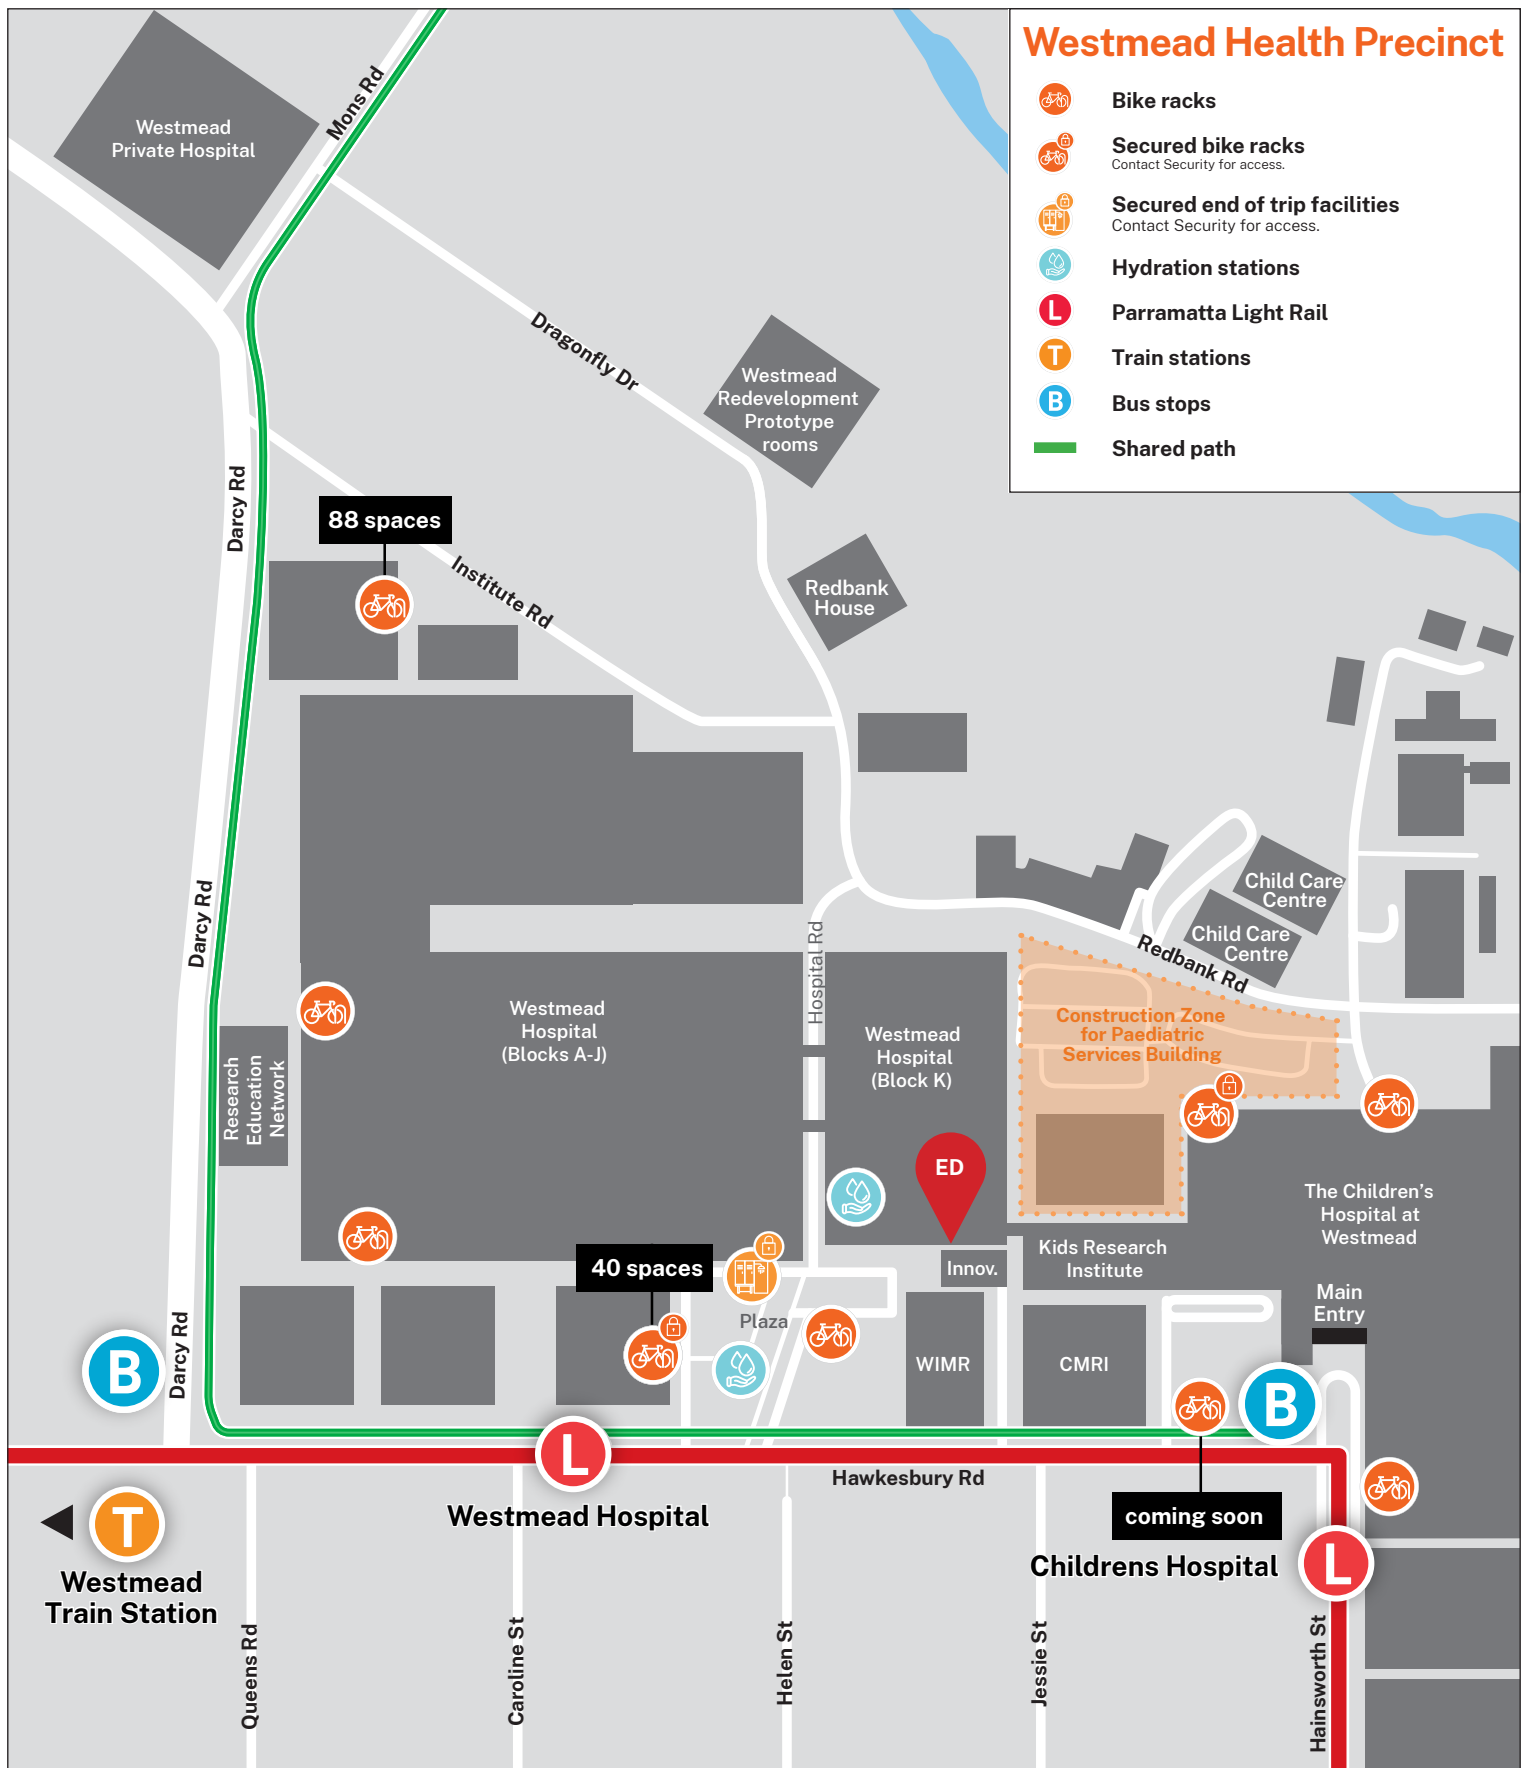 Westmead Health Precinct
Bike racks
Secured bike racks
Contact Security for access.
Secured end of trip facilities
Contact Security for access.
Hydration stations
L
Parramatta Light Rail
T
Train stations
B
Bus stops
Shared path
Mons Rd
Westmead
Private Hospital
Dragonfly Dr
Westmead
Redevelopment
Prototype
rooms
Darcy Rd
88 spaces
Institute Rd
Redbank
House
Child Care
Centre
Child Care
Centre
Redbank Rd
Darcy Rd
Hospital Rd
Westmead
Hospital
(Blocks A-J)
Westmead
Hospital
(Block K)
Construction Zone
for Paediatric
Services Building
Research
Education
Network
ED
The Children's
Hospital at
Westmead
Kids Research
Institute
Innov.
40 spaces
Main
Entry
Plaza
Darcy Rd
B
WIMR
CMRI
B
L
Hawkesbury Rd
Westmead Hospital
coming soon
T
Westmead
Train Station
Childrens Hospital
L
Queens Rd
Caroline St
Helen St
Jessie St
Hainsworth St